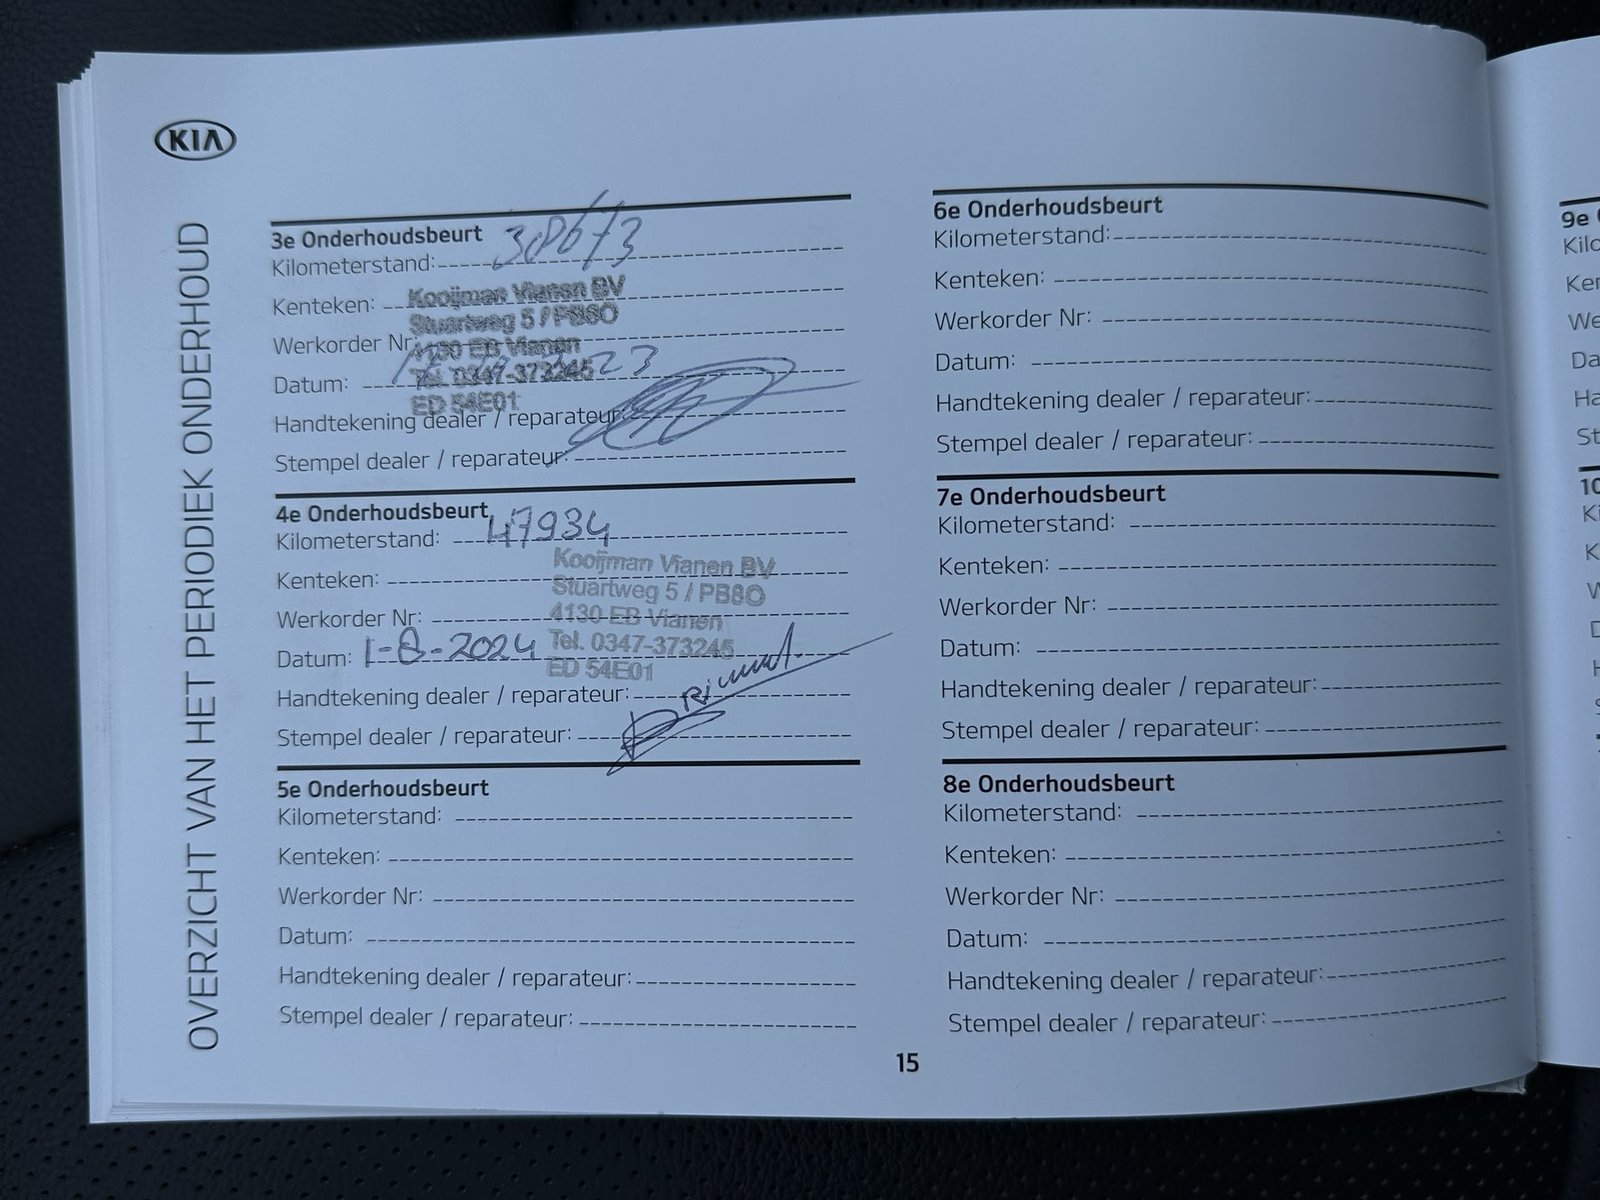 KIA
OVERZICHT VAN HET PERIODIEK ONDERHOUD
3e Onderhoudsbeurt
Kilometerstand:
Kenteken:
Kooijman Vianen BV
Stuartweg 5 / PB80
Werkorder Nr:
4130 EB Vianen
Datum: 23
Tel. 0347-373245
ED 54E01
Handtekening dealer / reparateur:
Stempel dealer / reparateur:
4e Onderhoudsbeurt
Kilometerstand: 47934
Kenteken:
Kooijman Vianen BV
Stuartweg 5 / PB80
Werkorder Nr:
4130 EB Vianen
Datum: 1-8-2024
Tel. 0347-373245
ED 54E01
Handtekening dealer / reparateur:
Stempel dealer / reparateur:
5e Onderhoudsbeurt
Kilometerstand:
Kenteken:
Werkorder Nr:
Datum:
Handtekening dealer / reparateur:
Stempel dealer / reparateur:
6e Onderhoudsbeurt
Kilometerstand:
Kenteken:
Werkorder Nr:
Datum:
Handtekening dealer / reparateur:
Stempel dealer / reparateur:
7e Onderhoudsbeurt
Kilometerstand:
Kenteken:
Werkorder Nr:
Datum:
Handtekening dealer / reparateur:
Stempel dealer / reparateur:
8e Onderhoudsbeurt
Kilometerstand:
Kenteken:
Werkorder Nr:
Datum:
Handtekening dealer / reparateur:
Stempel dealer / reparateur:
15
9e